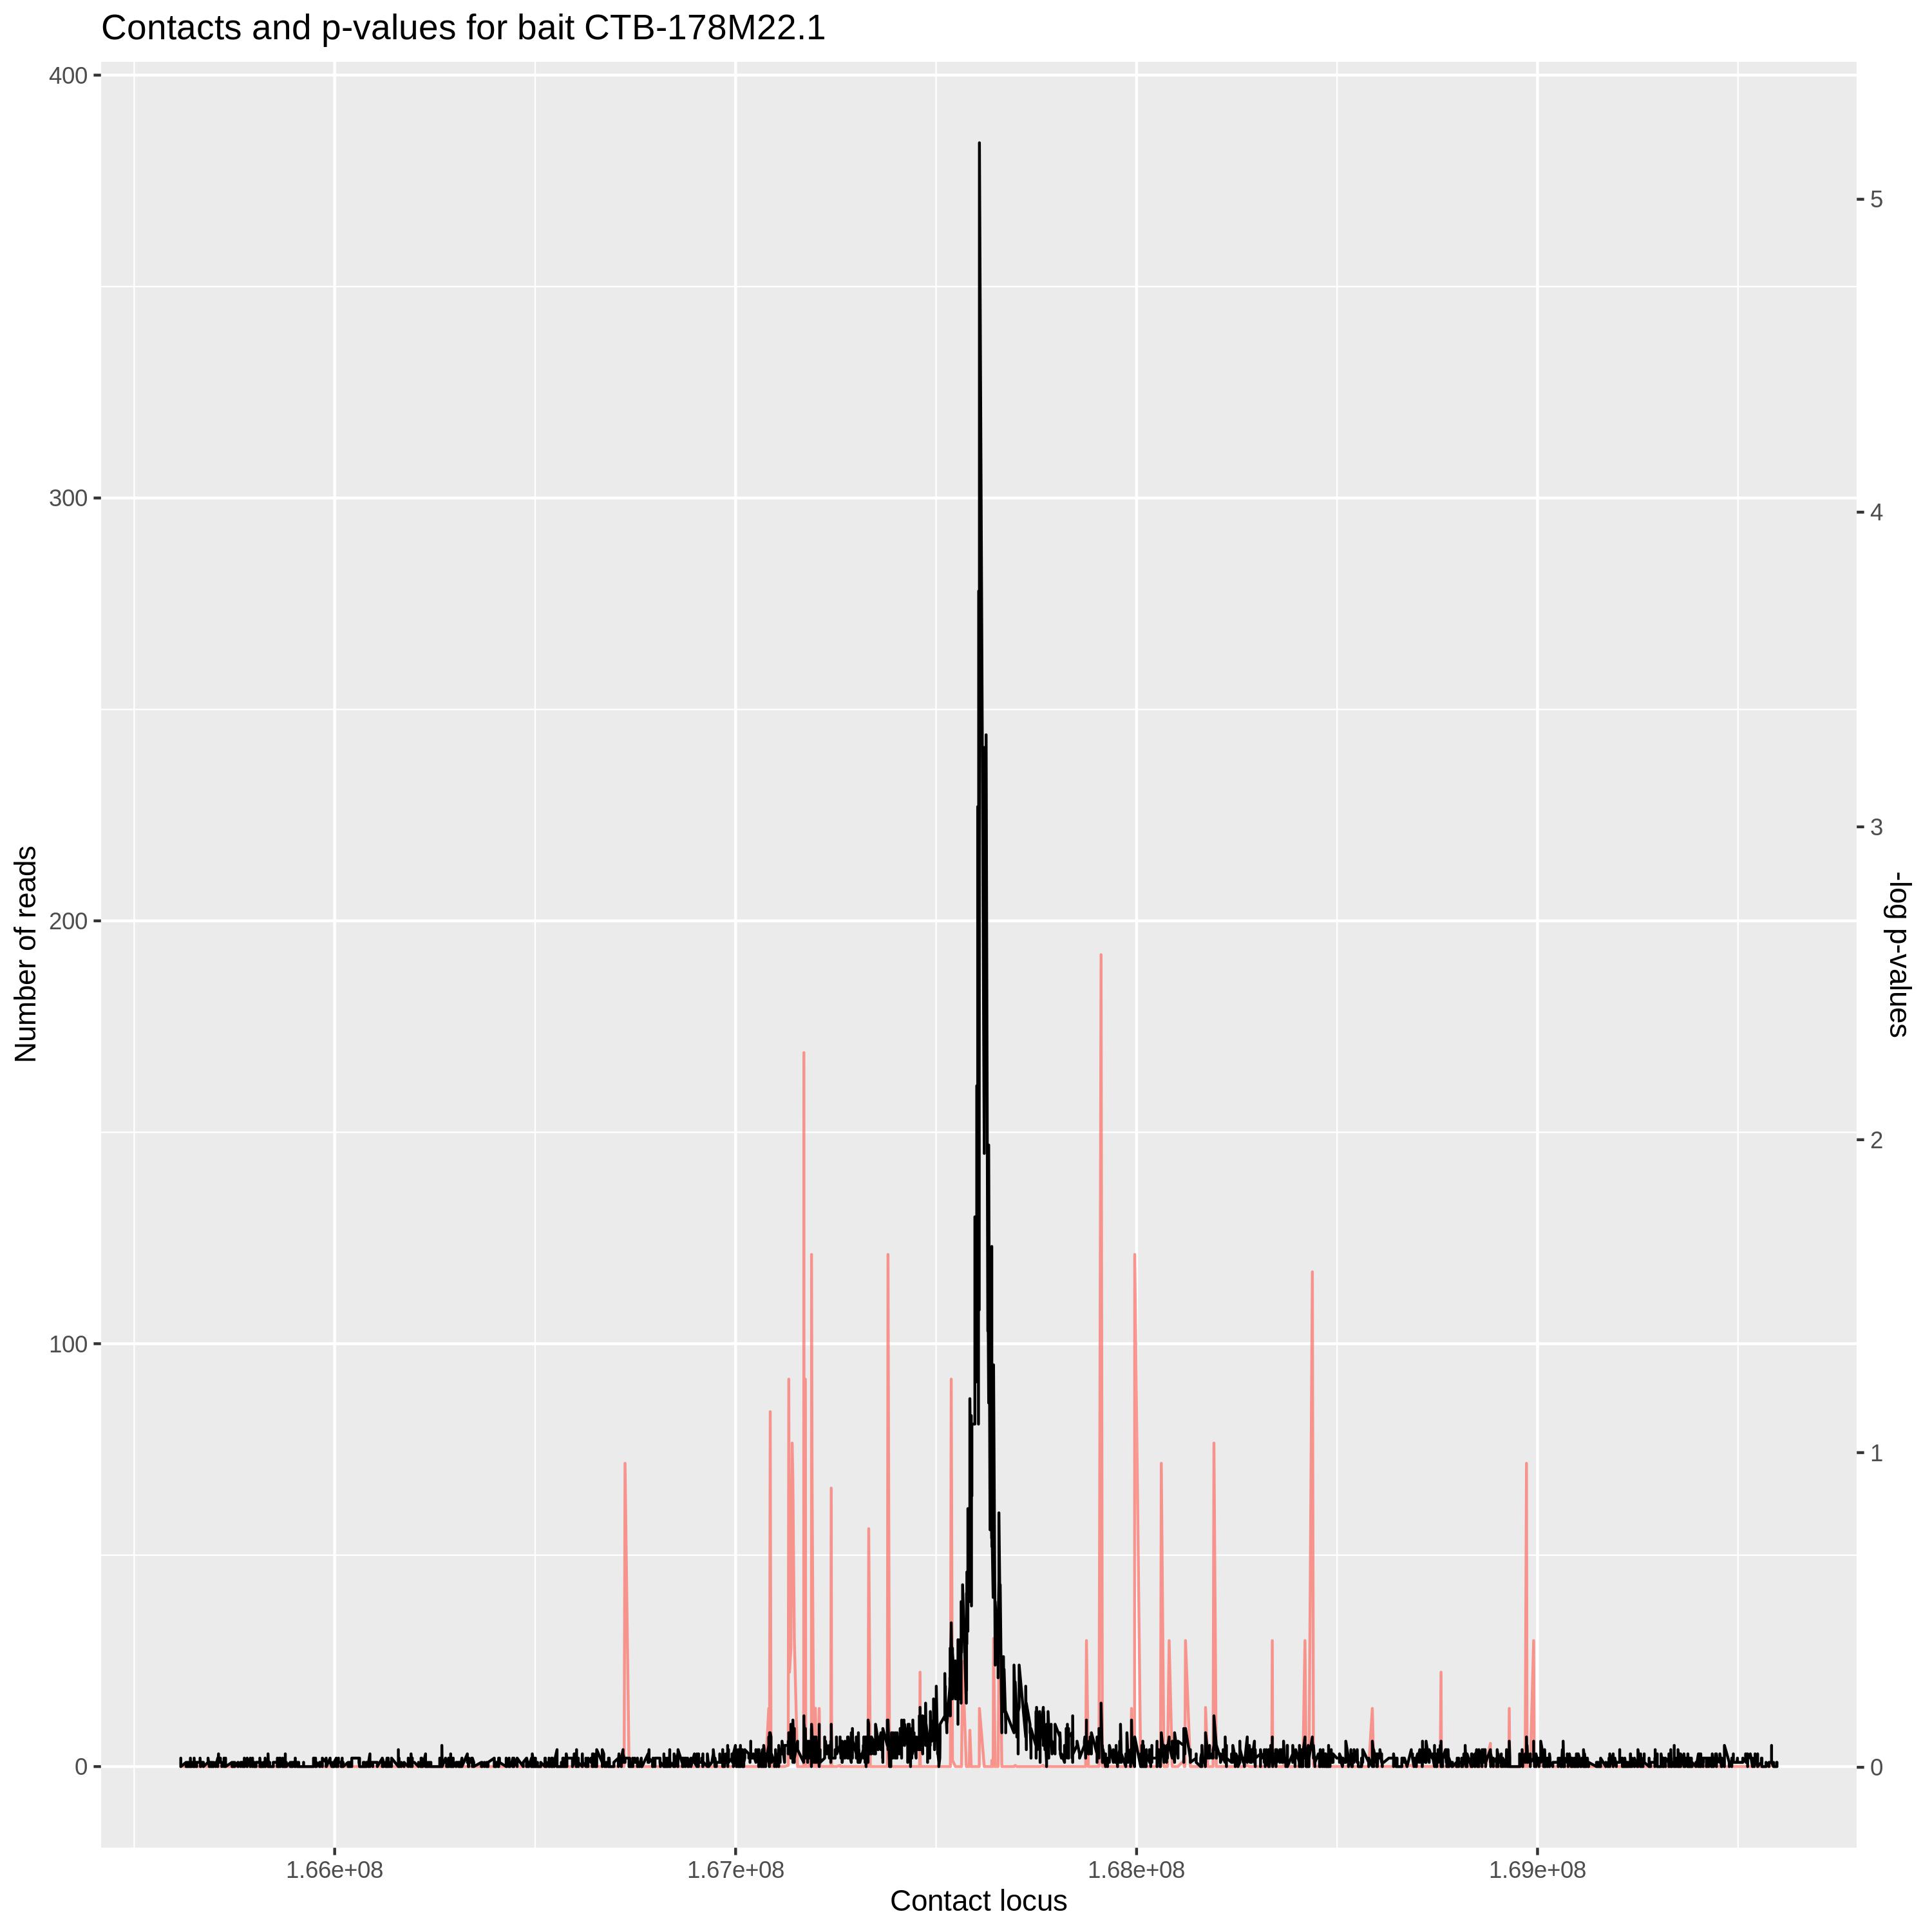 Contacts and p-values for bait CTB-178M22.1
400
300
200
100
0
5
4
3
2
1
0
Number of reads
-log p-values
1.66e+08
1.67e+08
1.68e+08
1.69e+08
Contact locus